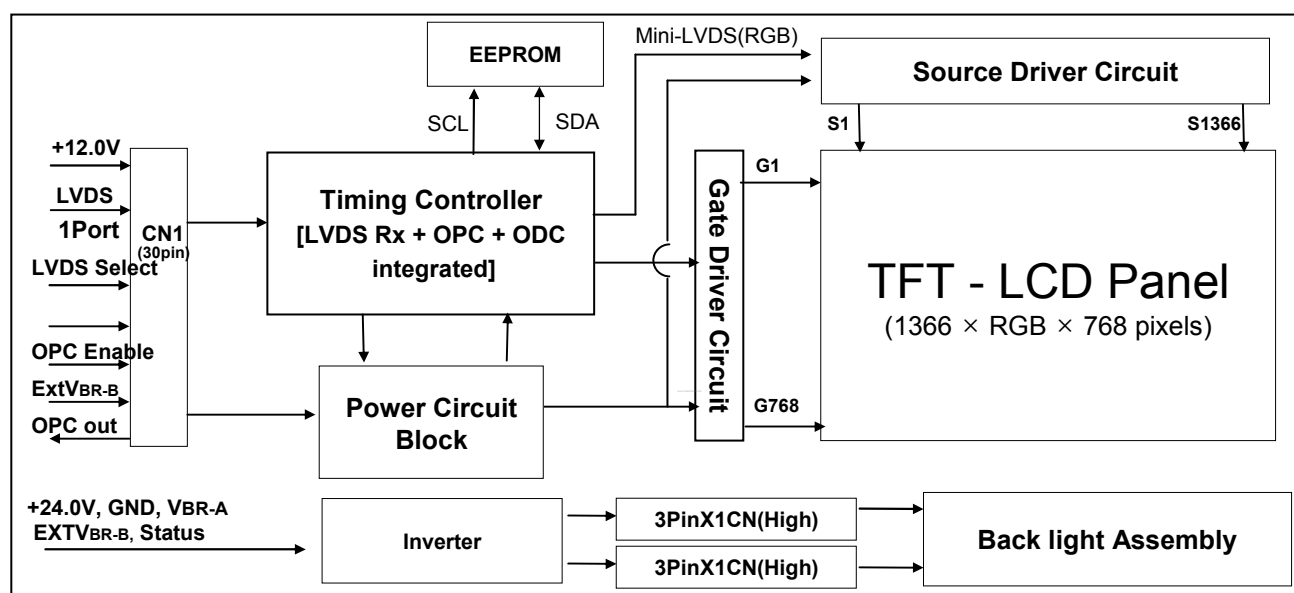 EEPROM
Mini-LVDS(RGB)
Source Driver Circuit
SCL
SDA
S1
S1366
+12.0V
LVDS
1Port
CN1
(30pin)
LVDS Select
OPC Enable
ExtVBR-B
OPC out
Timing Controller
[LVDS Rx + OPC + ODC
integrated]
Power Circuit
Block
Gate Driver Circuit
G1
G768
TFT - LCD Panel
(1366 × RGB × 768 pixels)
+24.0V, GND, VBR-A
EXTVBR-B, Status
Inverter
3PinX1CN(High)
3PinX1CN(High)
Back light Assembly